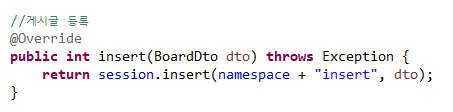 //게시글 등록
@Override
public int insert(BoardDto dto) throws Exception {
    return session.insert(namespace + "insert", dto);
}